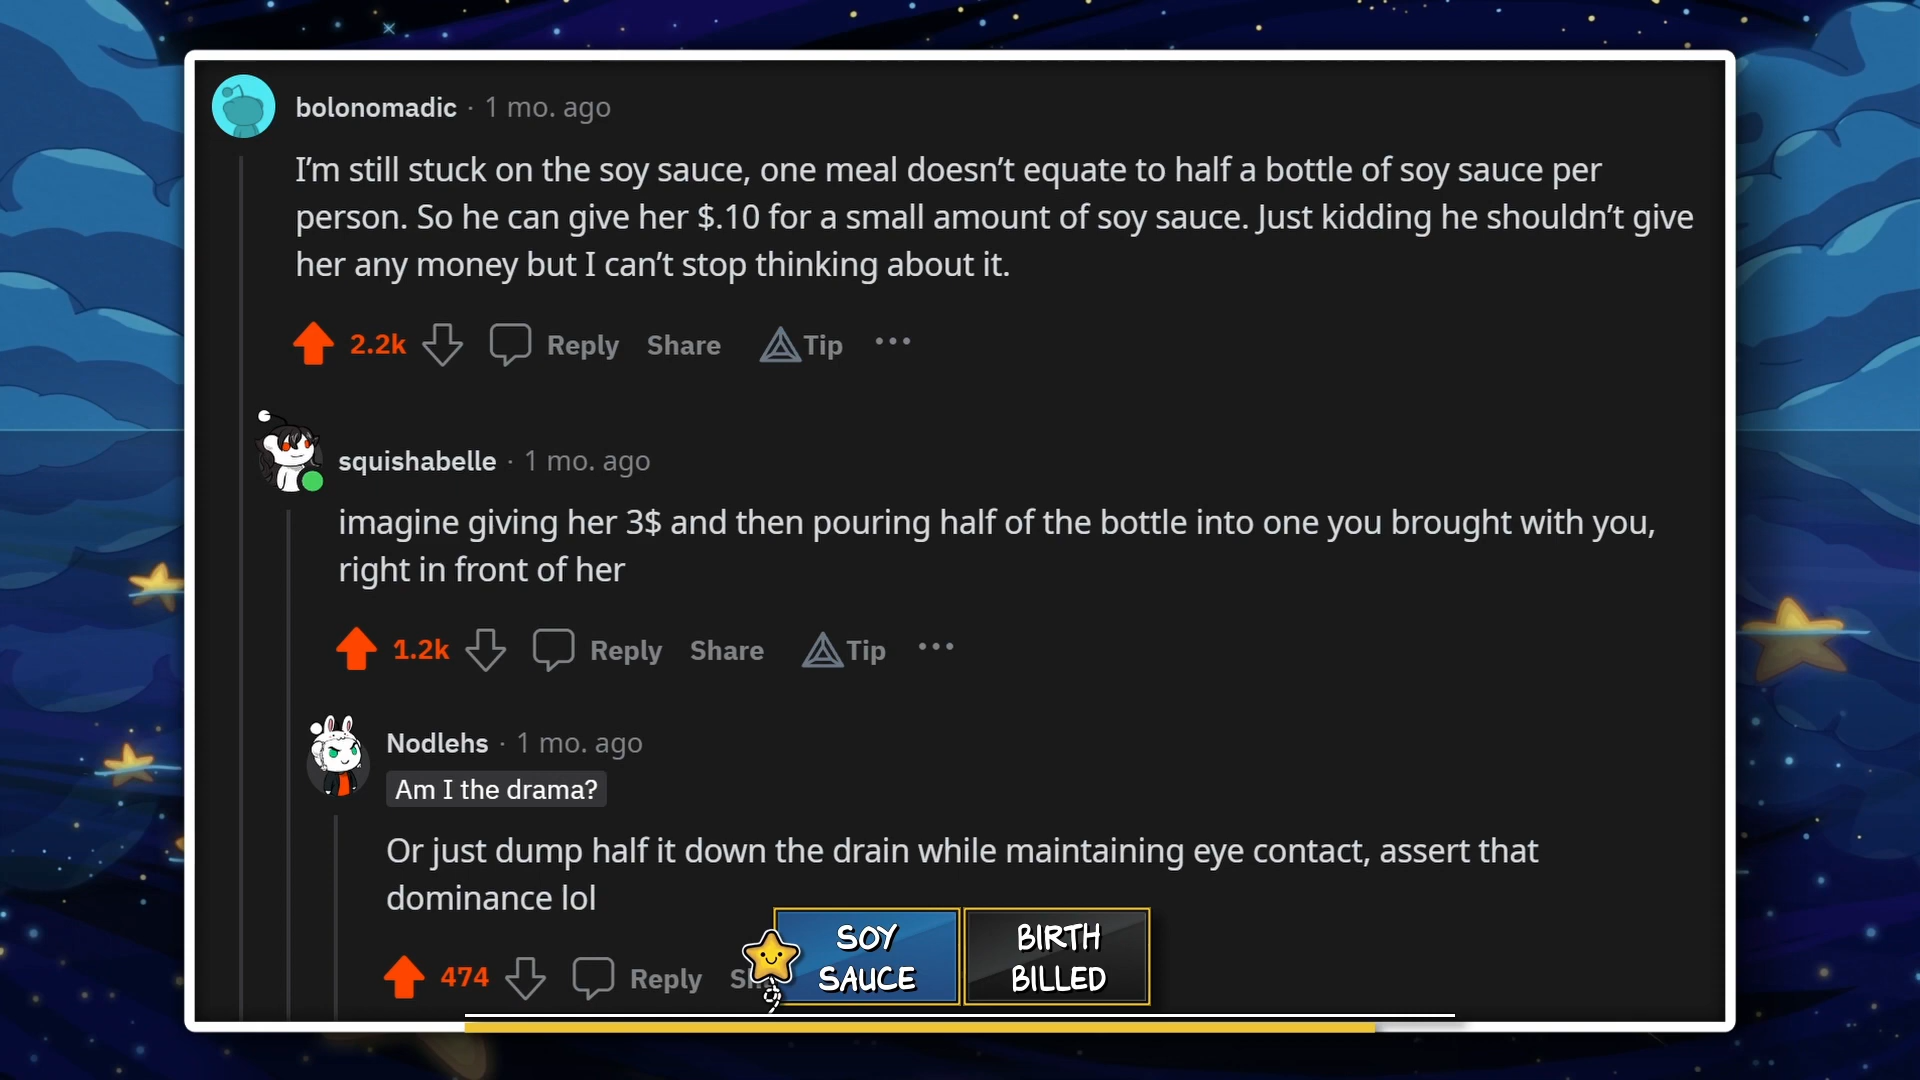 bolonomadic · 1 mo. ago
I’m still stuck on the soy sauce, one meal doesn’t equate to half a bottle of soy sauce per
person. So he can give her $.10 for a small amount of soy sauce. Just kidding he shouldn’t give
her any money but I can’t stop thinking about it.
2.2k Reply Share Tip ...
squishabelle · 1 mo. ago
imagine giving her 3$ and then pouring half of the bottle into one you brought with you,
right in front of her
1.2k Reply Share Tip ...
Nodlehs · 1 mo. ago
Am I the drama?
Or just dump half it down the drain while maintaining eye contact, assert that
dominance lol
474 Reply
SOY
SAUCE
BIRTH
BILLED